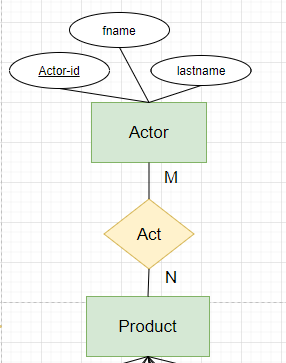 fname
Actor-id
lastname
Actor
M
Act
N
Product